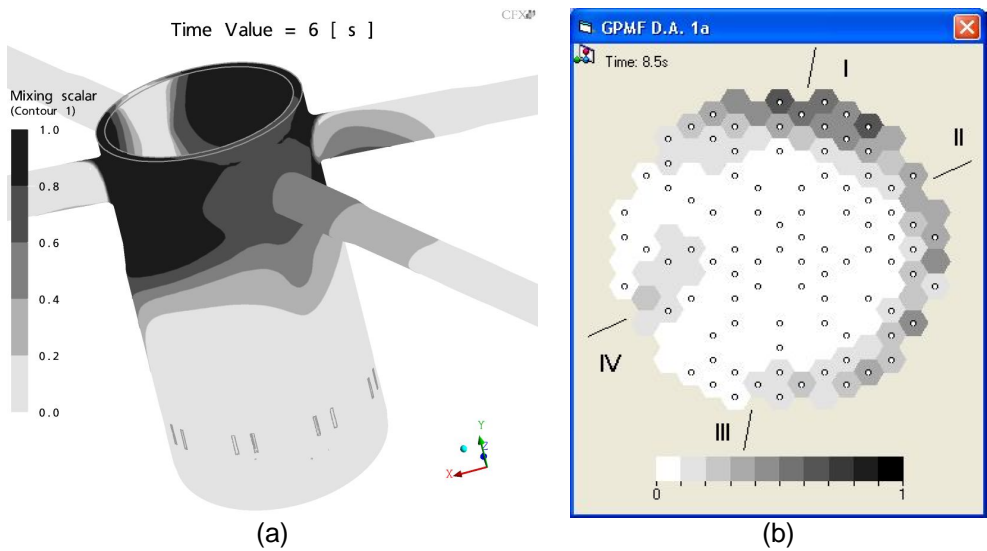 CFX
Time Value = 6 [ s ]
Mixing scalar
(Contour 1)
1.0
0.8
0.6
0.4
0.2
0.0
Y
Z
X
(a)
GPMF D.A. 1a
Time: 8.5s
I
II
IV
III
0
1
(b)